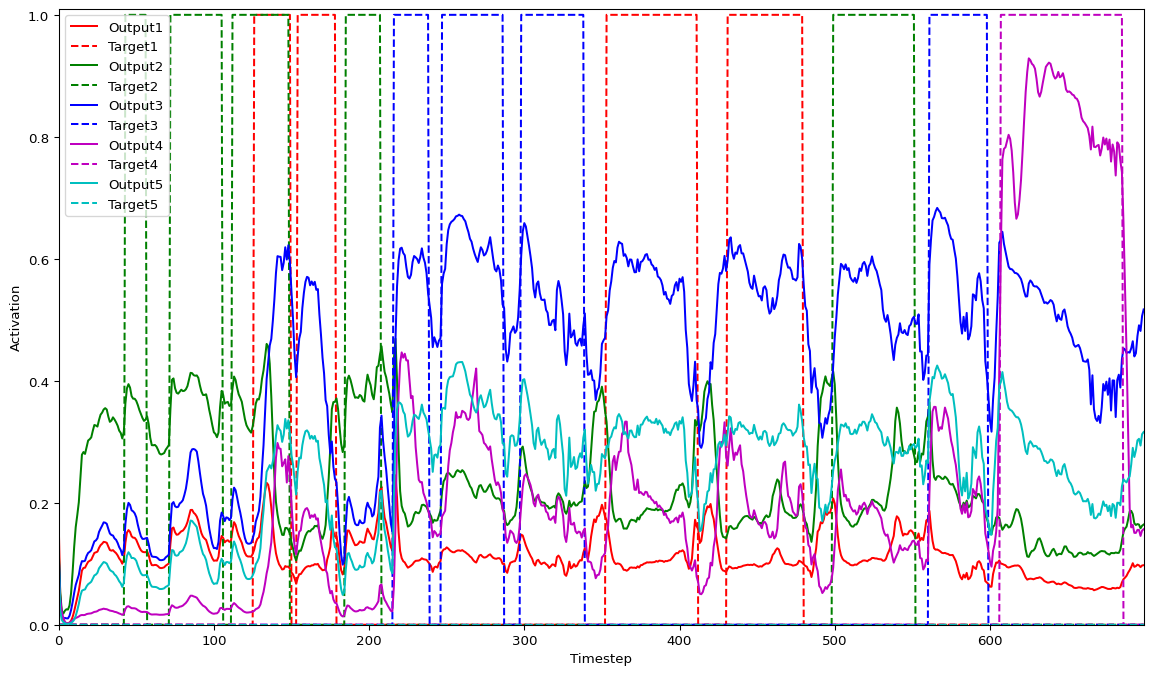 1.0
0.8
0.6
0.4
0.2
0.0
Activation
Output1
Target1
Output2
Target2
Output3
Target3
Output4
Target4
Output5
Target5
0 100 200 300 400 500 600
Timestep